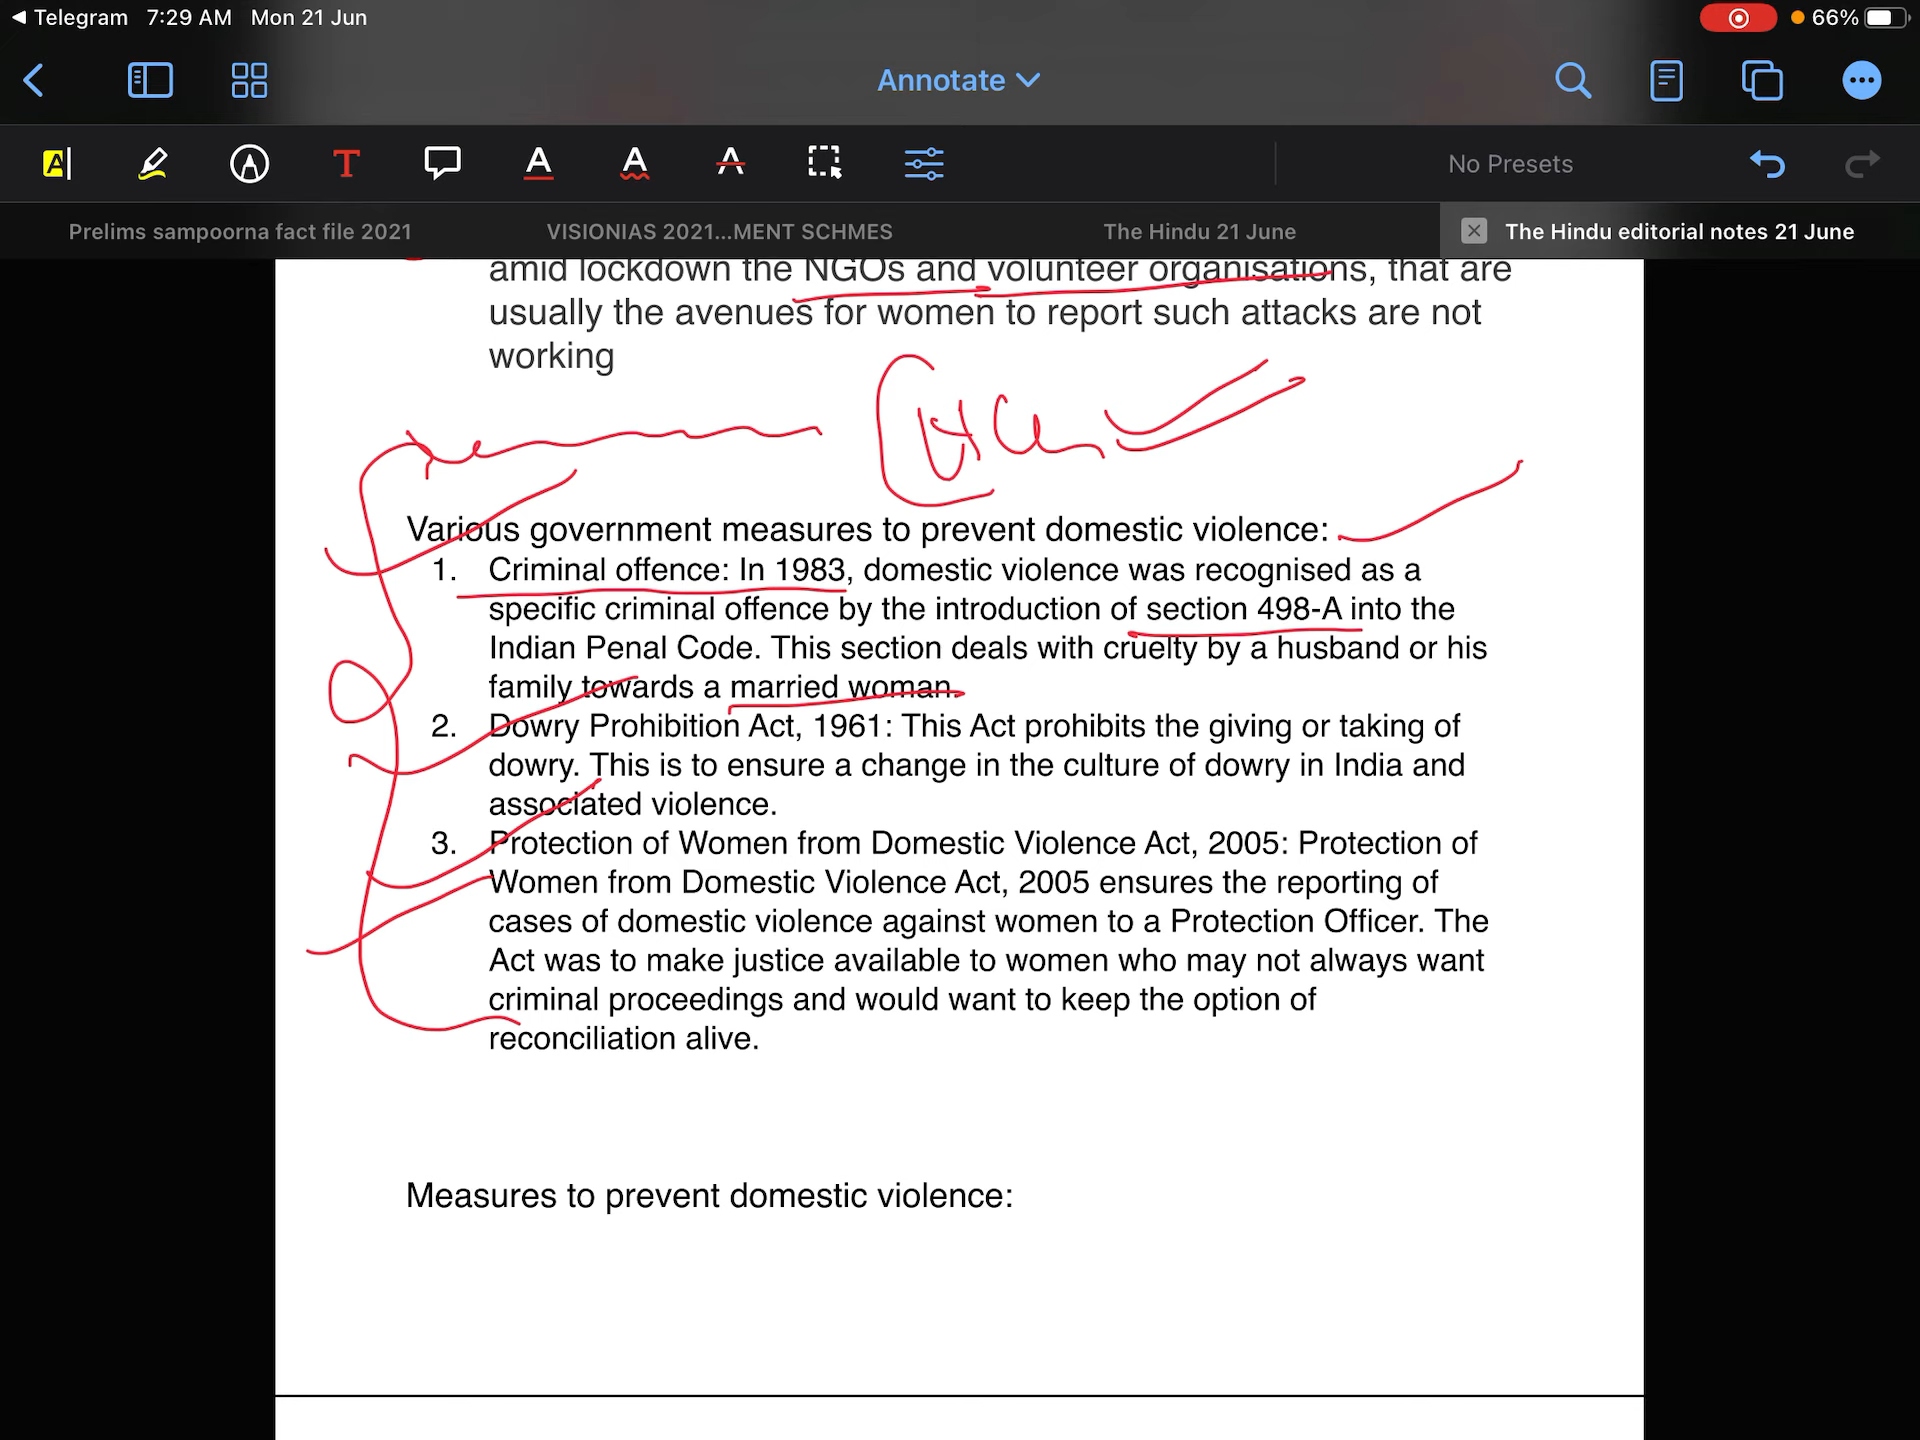 Telegram 7:29 AM Mon 21 Jun 66%
Annotate
No Presets
Prelims sampoorna fact file 2021 VISIONIAS 2021...MENT SCHMES The Hindu 21 June The Hindu editorial notes 21 June
amid lockdown the NGOs and volunteer organisations, that are
usually the avenues for women to report such attacks are not
working
Various government measures to prevent domestic violence:
1. Criminal offence: In 1983, domestic violence was recognised as a
specific criminal offence by the introduction of section 498-A into the
Indian Penal Code. This section deals with cruelty by a husband or his
family towards a married woman.
2. Dowry Prohibition Act, 1961: This Act prohibits the giving or taking of
dowry. This is to ensure a change in the culture of dowry in India and
associated violence.
3. Protection of Women from Domestic Violence Act, 2005: Protection of
Women from Domestic Violence Act, 2005 ensures the reporting of
cases of domestic violence against women to a Protection Officer. The
Act was to make justice available to women who may not always want
criminal proceedings and would want to keep the option of
reconciliation alive.
Measures to prevent domestic violence: